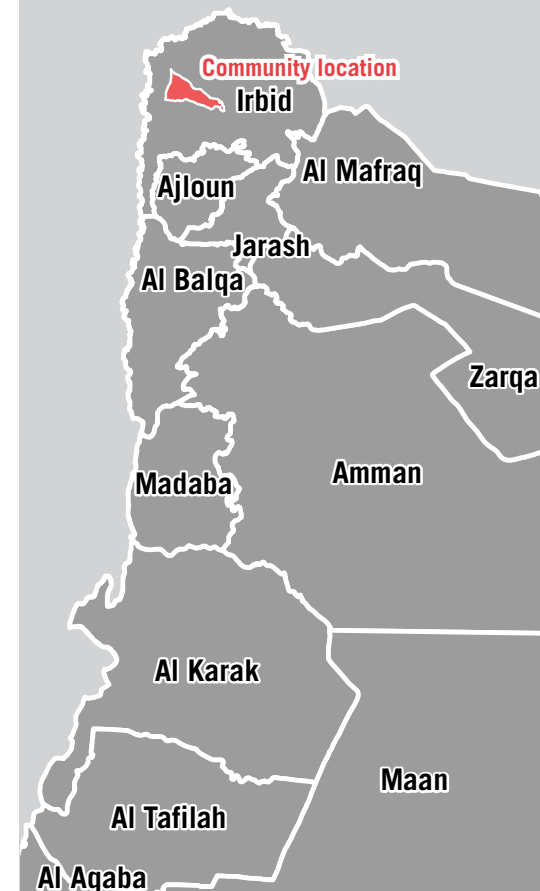 Community location
Irbid
Al Mafraq
Ajloun
Jarash
Al Balqa
Zarqa
Amman
Madaba
Al Karak
Maan
Al Tafilah
Al Aqaba